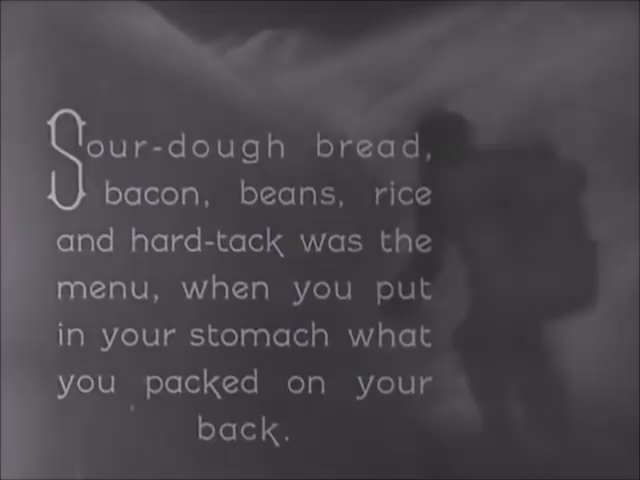 Sour-dough bread,
bacon, beans, rice
and hard-tack was the
menu, when you put
in your stomach what
you packed on your
back.